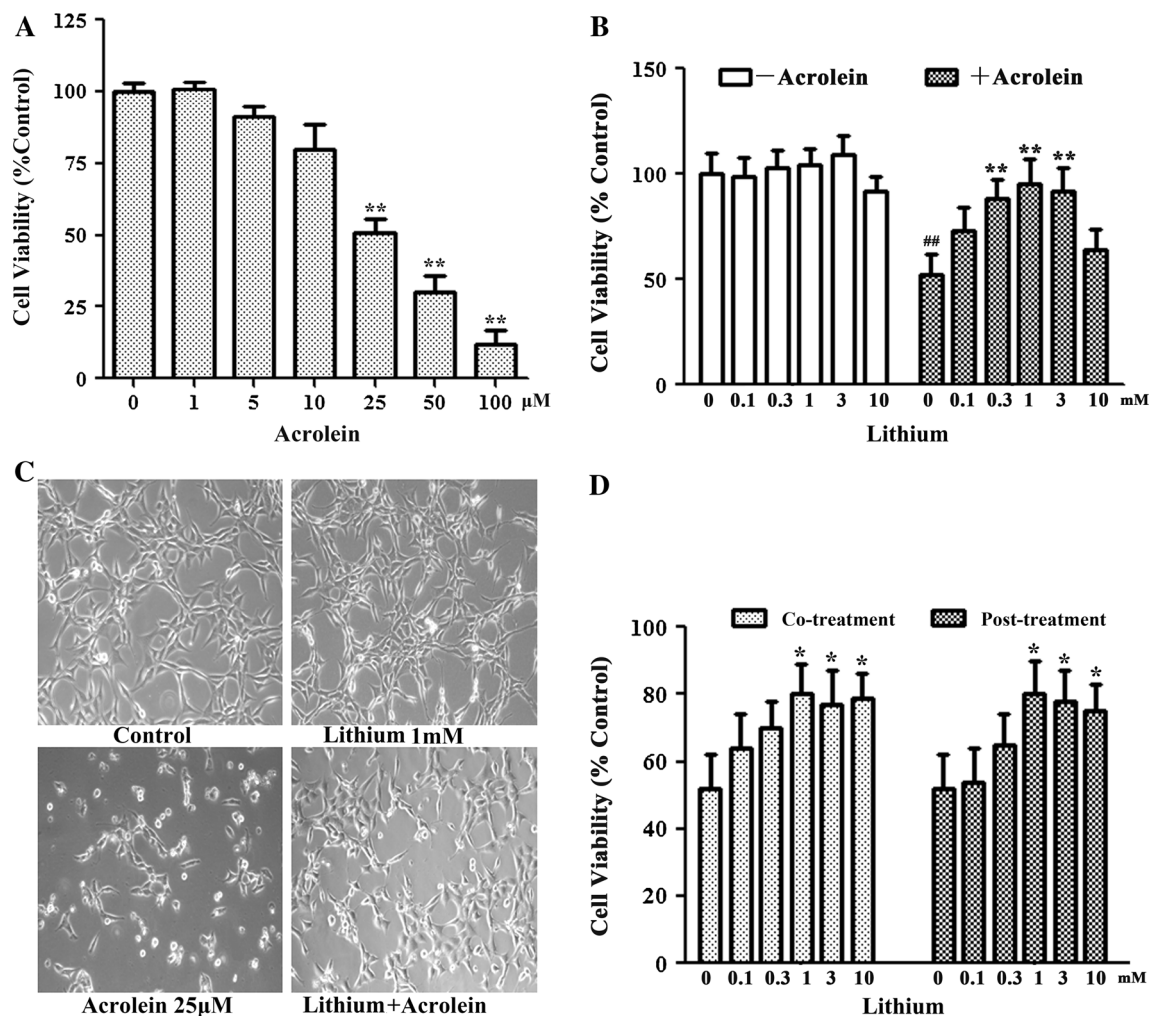 A
Cell Viability (%Control)
125
100
75
50
25
0
**
**
**
0 1 5 10 25 50 100 μM
Acrolein
B
Cell Viability (% Control)
150
100
50
0
−Acrolein +Acrolein
##
**
**
**
0 0.1 0.3 1 3 10 0 0.1 0.3 1 3 10 mM
Lithium
C
Control Lithium 1mM
Acrolein 25μM Lithium+Acrolein
D
Cell Viability (% Control)
100
80
60
40
20
0
Co-treatment Post-treatment
* * * * * *
0 0.1 0.3 1 3 10 0 0.1 0.3 1 3 10 mM
Lithium